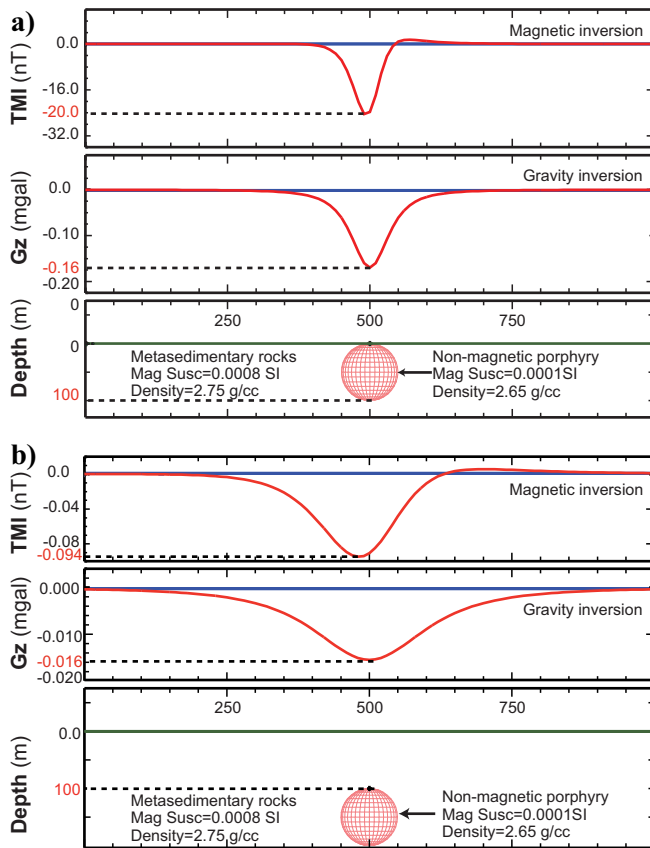 a)
Magnetic inversion
TMI (nT)
0.0
-16.0
-20.0
-32.0
Gravity inversion
Gz (mgal)
0.0
-0.10
-0.16
-0.20
250 500 750
Depth (m)
0
0
100
Metasedimentary rocks
Mag Susc=0.0008 SI
Density=2.75 g/cc
Non-magnetic porphyry
Mag Susc=0.0001SI
Density=2.65 g/cc
b)
Magnetic inversion
TMI (nT)
0.0
-0.04
-0.08
-0.094
Gravity inversion
Gz (mgal)
0.000
-0.010
-0.016
-0.020
250 500 750
Depth (m)
0.0
100
Metasedimentary rocks
Mag Susc=0.0008 SI
Density=2.75 g/cc
Non-magnetic porphyry
Mag Susc=0.0001SI
Density=2.65 g/cc